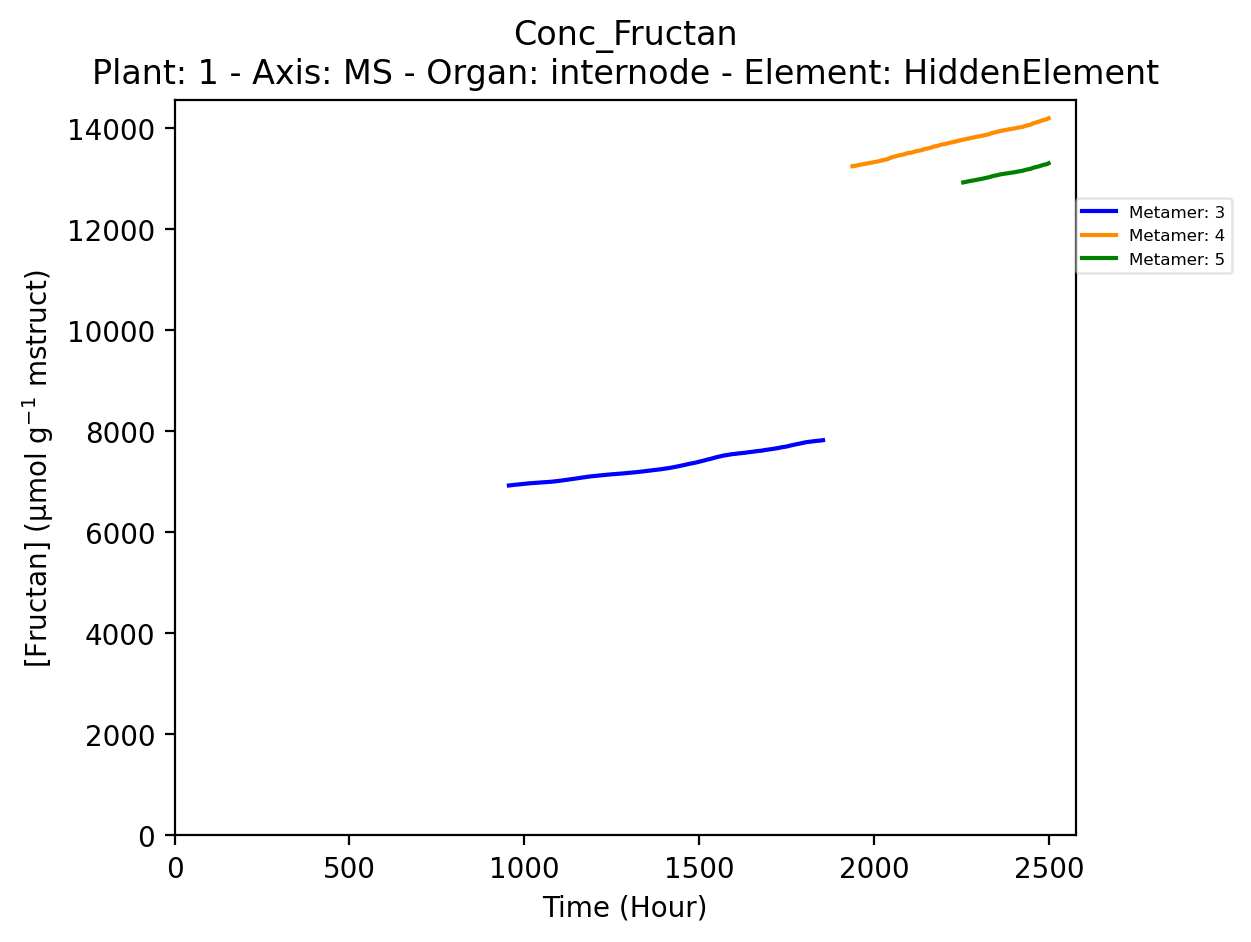 Conc_Fructan
Plant: 1 - Axis: MS - Organ: internode - Element: HiddenElement
14000
12000
10000
8000
6000
4000
2000
0
[Fructan] (µmol g⁻¹ mstruct)
Metamer: 3
Metamer: 4
Metamer: 5
0 500 1000 1500 2000 2500
Time (Hour)